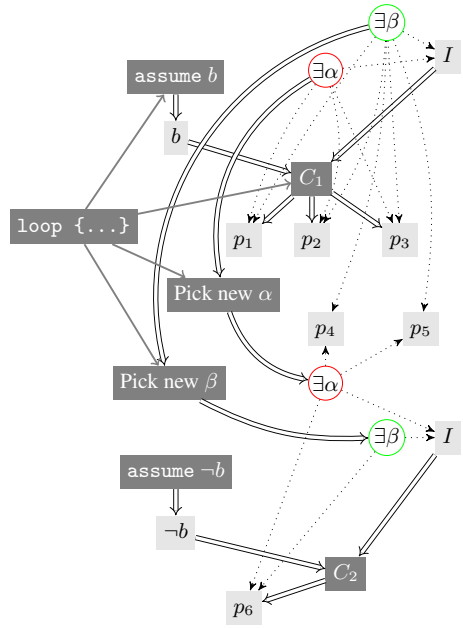 ∃β
I
∃α
assume b
b
C₁
loop {...}
p₁
p₂
p₃
Pick new α
p₄
p₅
Pick new β
∃α
∃β
I
assume ¬b
¬b
C₂
p₆